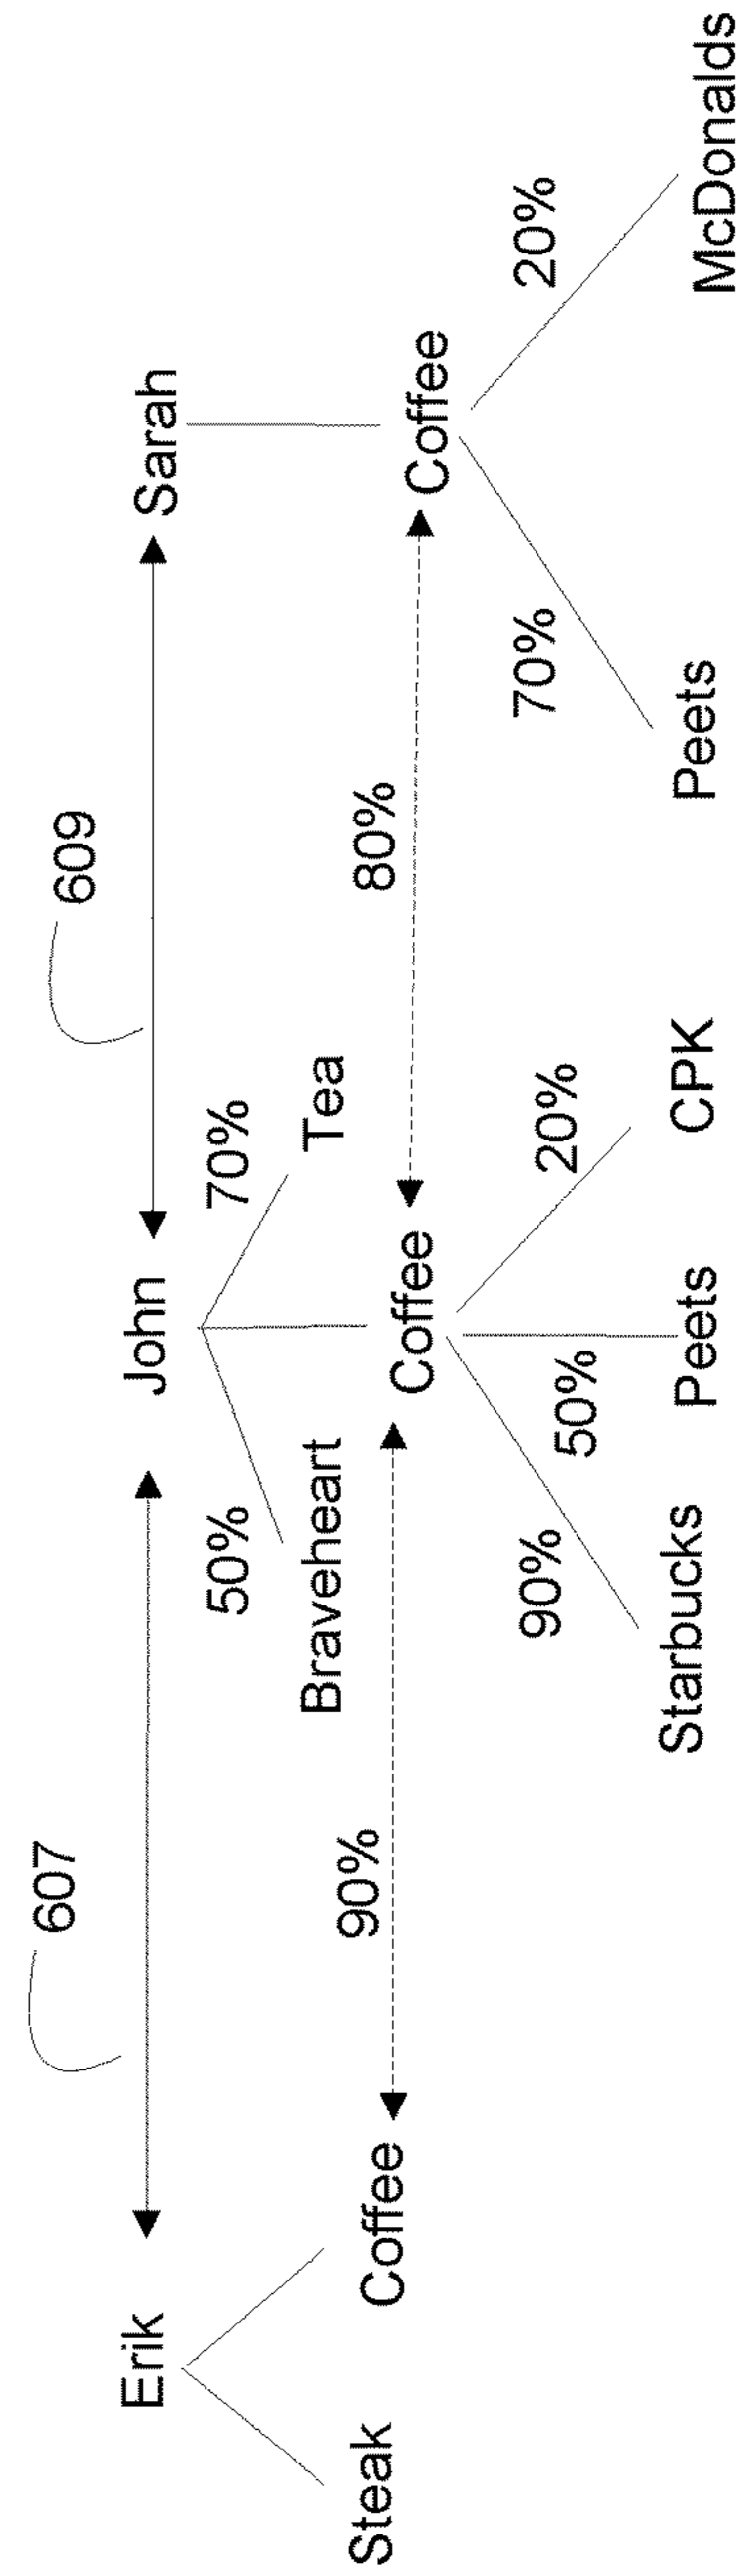 607
609
Erik
John
Sarah
50%
70%
Braveheart
Tea
90%
80%
Steak
Coffee
Coffee
Coffee
90%
50%
20%
70%
20%
Starbucks
Peets
CPK
Peets
McDonalds